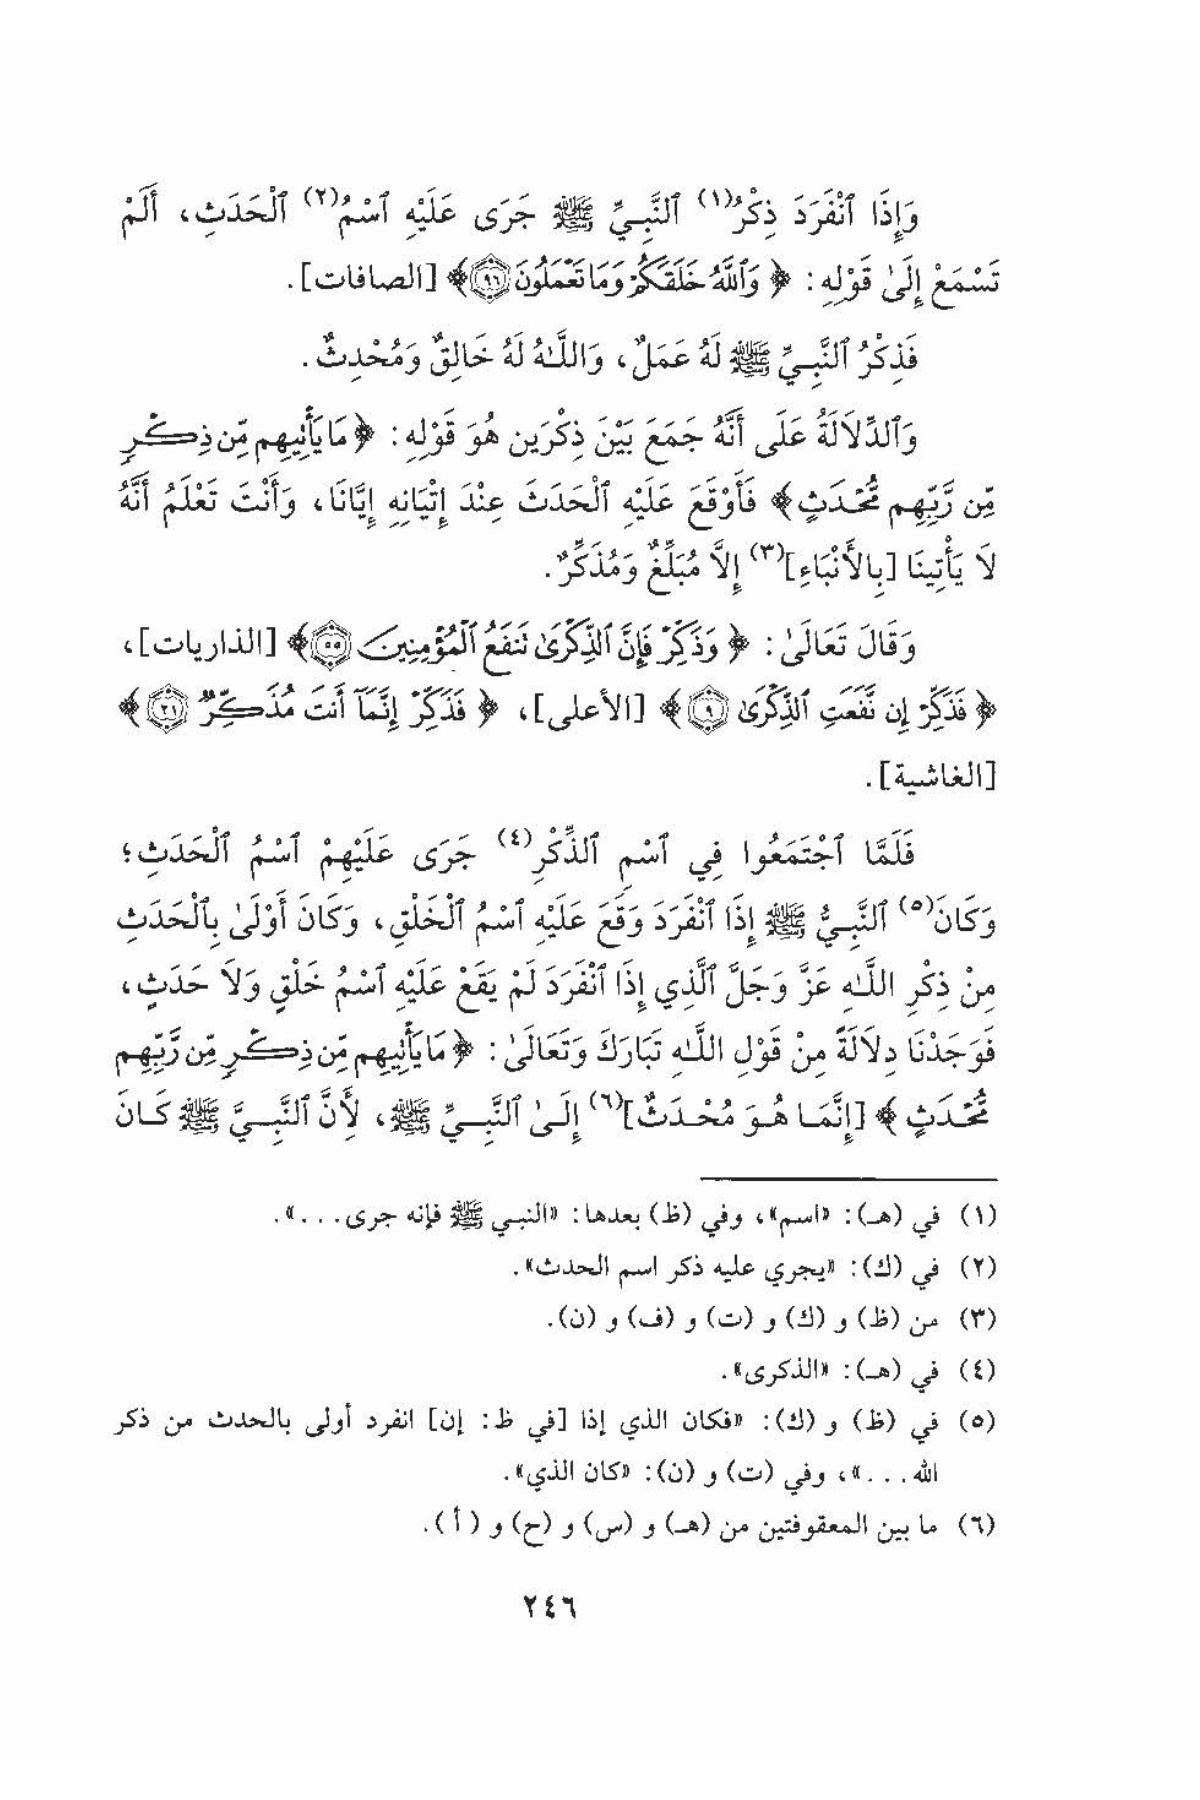 وَإِذَا ٱنْفَرَدَ ذِكْرُ(١) ٱلنَّبِيِّ ﷺ جَرَى عَلَيْهِ ٱسْمُ(٢) ٱلْحَدَثِ، أَلَمْ
تَسْمَعْ إِلَىٰ قَوْلِهِ: ﴿وَٱللَّهُ خَلَقَكُمْ وَمَا تَعْمَلُونَ ٩٦﴾ [الصافات].
فَذِكْرُ ٱلنَّبِيِّ ﷺ لَهُ عَمَلٌ، وَاللَّـهُ لَهُ خَالِقٌ وَمُحْدِثٌ.
وَٱلدِّلَالَةُ عَلَى أَنَّهُ جَمَعَ بَيْنَ ذِكْرَين هُوَ قَوْلِهِ: ﴿مَا يَأْتِيهِم مِّن ذِكْرٍ
مِّن رَّبِّهِم مُّحْدَثٍ﴾ فَأَوْقَعَ عَلَيْهِ ٱلْحَدَثَ عِنْدَ إِتْيَانِهِ إِيَّانَا، وَأَنْتَ تَعْلَمُ أَنَّهُ
لَا يَأْتِينَا [بِالأَنْبَاءِ](٣) إِلَّا مُبَلِّغٌ وَمُذَكِّرٌ.
وَقَالَ تَعَالَىٰ: ﴿وَذَكِّرْ فَإِنَّ ٱلذِّكْرَىٰ تَنفَعُ ٱلْمُؤْمِنِينَ ٥٥﴾ [الذاريات]،
﴿فَذَكِّرْ إِن نَّفَعَتِ ٱلذِّكْرَىٰ ٩﴾ [الأعلى]، ﴿فَذَكِّرْ إِنَّمَآ أَنتَ مُذَكِّرٌ ٢١﴾
[الغاشية].
فَلَمَّا ٱجْتَمَعُوا فِي ٱسْمِ ٱلذِّكْرِ(٤) جَرَى عَلَيْهِمْ ٱسْمُ ٱلْحَدَثِ؛
وَكَانَ(٥) ٱلنَّبِيُّ ﷺ إِذَا ٱنْفَرَدَ وَقَعَ عَلَيْهِ ٱسْمُ ٱلْخَلْقِ، وَكَانَ أَوْلَىٰ بِٱلْحَدَثِ
مِنْ ذِكْرِ اللَّـهِ عَزَّ وَجَلَّ ٱلَّذِي إِذَا ٱنْفَرَدَ لَمْ يَقَعْ عَلَيْهِ ٱسْمُ خَلْقٍ وَلَا حَدَثٍ،
فَوَجَدْنَا دِلَالَةً مِنْ قَوْلِ اللَّـهِ تَبَارَكَ وَتَعَالَىٰ: ﴿مَا يَأْتِيهِم مِّن ذِكْرٍ مِّن رَّبِّهِم
مُّحْدَثٍ﴾ [إِنَّمَا هُوَ مُحْدَثٌ](٦) إِلَىٰ ٱلنَّبِيِّ ﷺ، لِأَنَّ ٱلنَّبِيَّ ﷺ كَانَ
(١) في (هـ): «اسم»، وفي (ظ) بعدها: «النبي ﷺ فإنه جرى...».
(٢) في (ك): «يجري عليه ذكر اسم الحدث».
(٣) من (ظ) و (ك) و (ت) و (ف) و (ن).
(٤) في (هـ): «الذكرى».
(٥) في (ظ) و (ك): «فكان الذي إذا [في ظ: إن] انفرد أولى بالحدث من ذكر
الله...»، وفي (ت) و (ن): «كان الذي».
(٦) ما بين المعقوفتين من (هـ) و (س) و (ح) و (أ).
٢٤٦